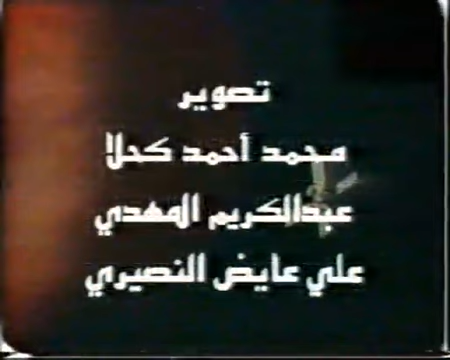 تصوير
محمد أحمد كحلا
عبدالكريم المهدي
علي عايض النصيري